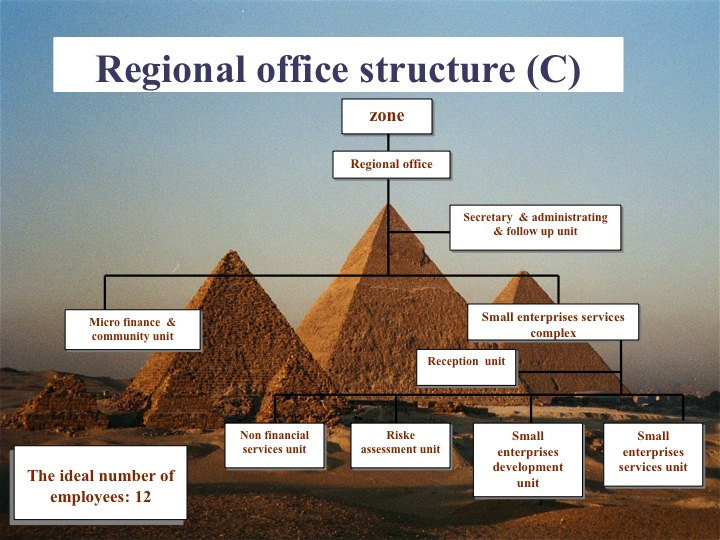 Regional office structure (C)
zone
Regional office
Secretary & administrating
& follow up unit
Micro finance &
community unit
Small enterprises services
complex
Reception unit
Non financial
services unit
Riske
assessment unit
Small
enterprises
development
unit
Small
enterprises
services unit
The ideal number of
employees: 12